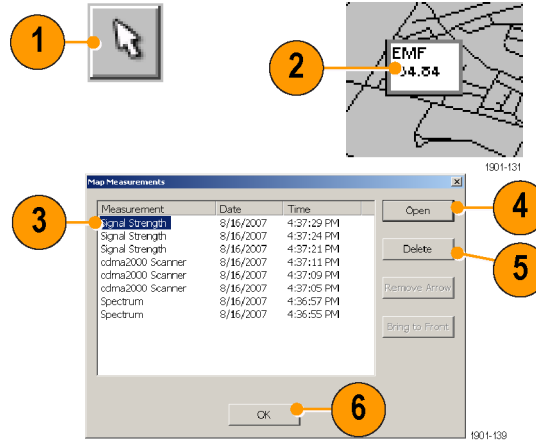 1
2
EMF
1901-131
Map Measurements
3
4
5
6
Measurement Date Time
Signal Strength 8/16/2007 4:37:29 PM
Signal Strength 8/16/2007 4:37:24 PM
Signal Strength 8/16/2007 4:37:21 PM
cdma2000 Scanner 8/16/2007 4:37:11 PM
cdma2000 Scanner 8/16/2007 4:37:09 PM
cdma2000 Scanner 8/16/2007 4:37:05 PM
Spectrum 8/16/2007 4:36:57 PM
Spectrum 8/16/2007 4:36:55 PM
Open
Delete
Remove Arrow
Bring to Front
OK
1901-139